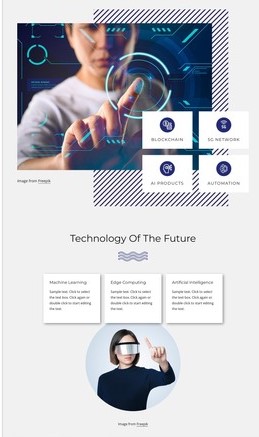 BLOCKCHAIN
5G NETWORK
AI PRODUCTS
AUTOMATION
Image from Freepik
Technology Of The Future
Machine Learning
Sample text. Click to select
the text box. Click again or
double click to start editing
the text.
Edge Computing
Sample text. Click to select
the text box. Click again or
double click to start editing
the text.
Artificial Intelligence
Sample text. Click to select
the text box. Click again or
double click to start editing
the text.
Image from Freepik